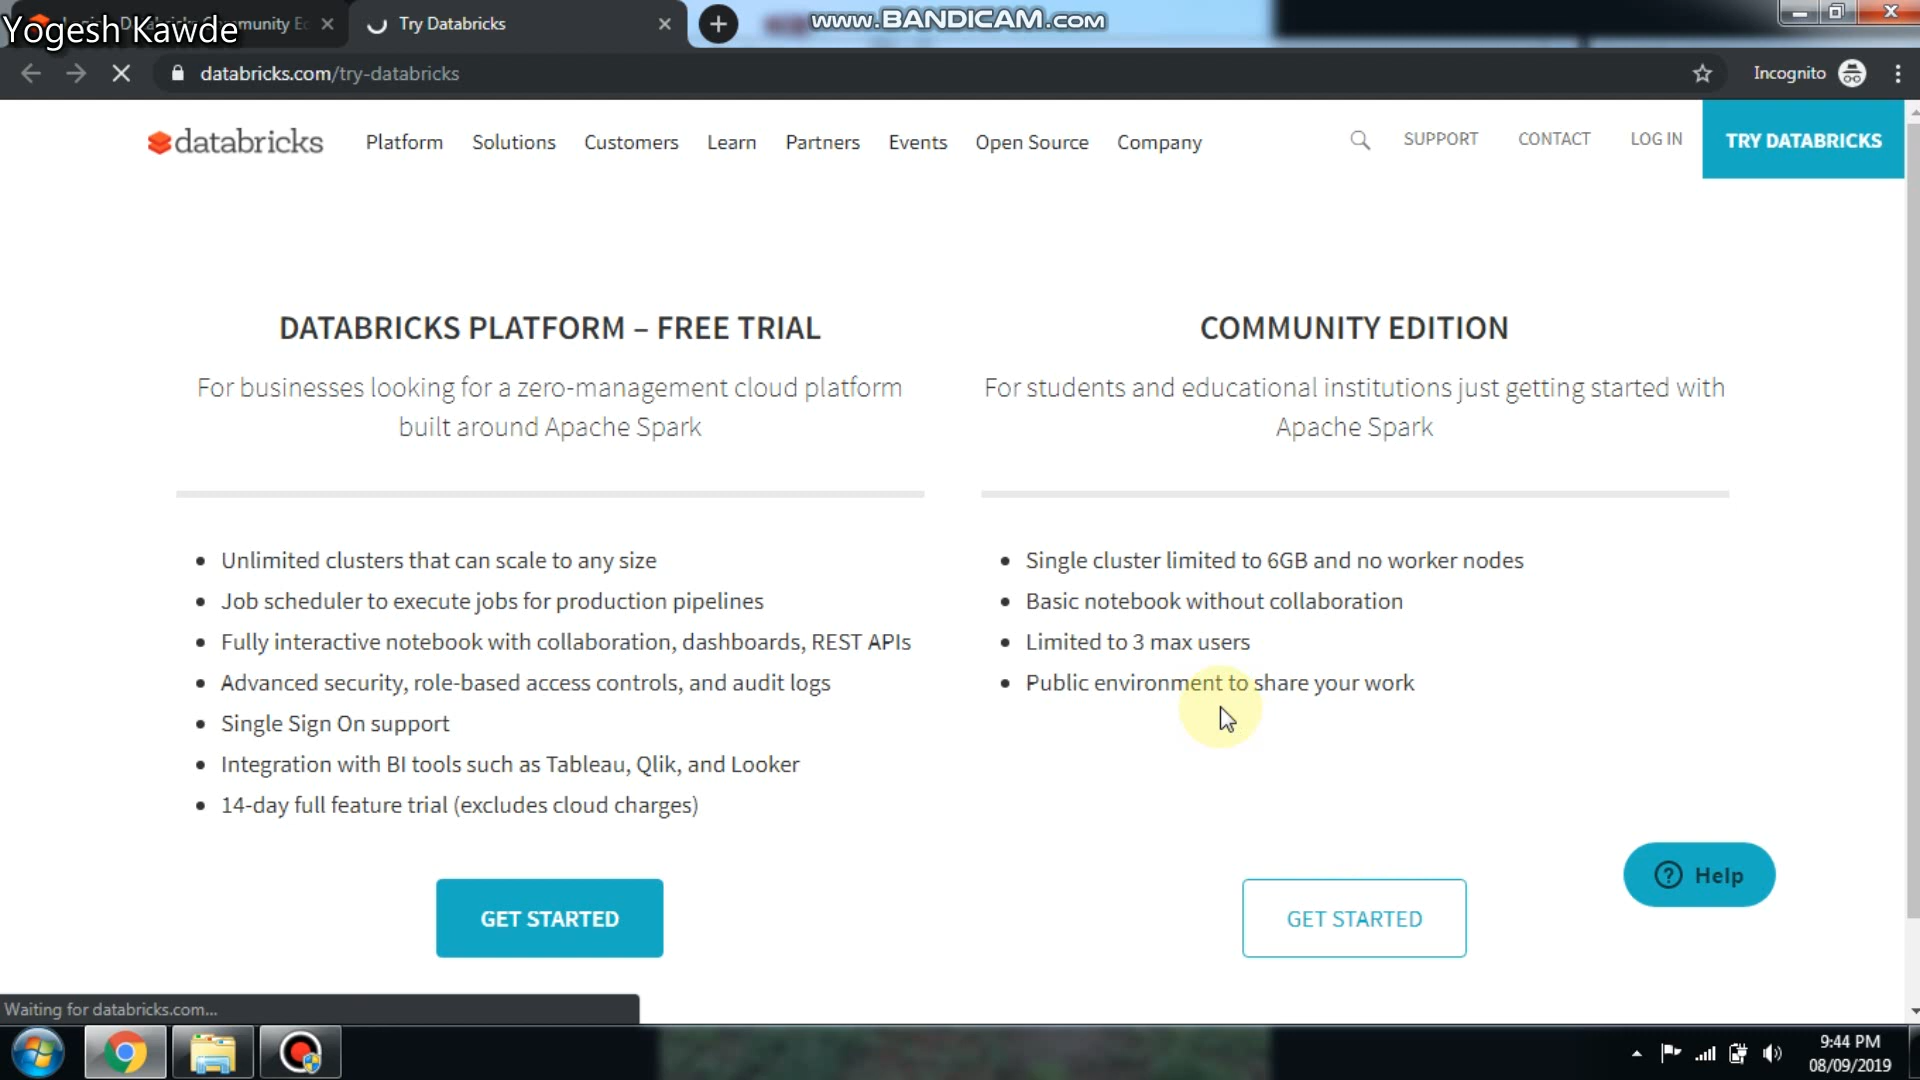 Yogesh Kawde
Try Databricks
www.BANDICAM.com
databricks.com/try-databricks
Incognito
databricks
Platform
Solutions
Customers
Learn
Partners
Events
Open Source
Company
SUPPORT
CONTACT
LOG IN
TRY DATABRICKS
DATABRICKS PLATFORM – FREE TRIAL
For businesses looking for a zero-management cloud platform
built around Apache Spark
Unlimited clusters that can scale to any size
Job scheduler to execute jobs for production pipelines
Fully interactive notebook with collaboration, dashboards, REST APIs
Advanced security, role-based access controls, and audit logs
Single Sign On support
Integration with BI tools such as Tableau, Qlik, and Looker
14-day full feature trial (excludes cloud charges)
GET STARTED
COMMUNITY EDITION
For students and educational institutions just getting started with
Apache Spark
Single cluster limited to 6GB and no worker nodes
Basic notebook without collaboration
Limited to 3 max users
Public environment to share your work
GET STARTED
Help
Waiting for databricks.com...
9:44 PM
08/09/2019